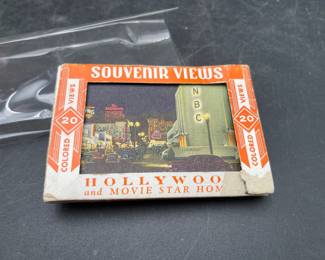 SOUVENIR VIEWS
COLORED 20 VIEWS
NBC
COLORED 20 VIEWS
HOLLYWOO
and MOVIE STAR HOM